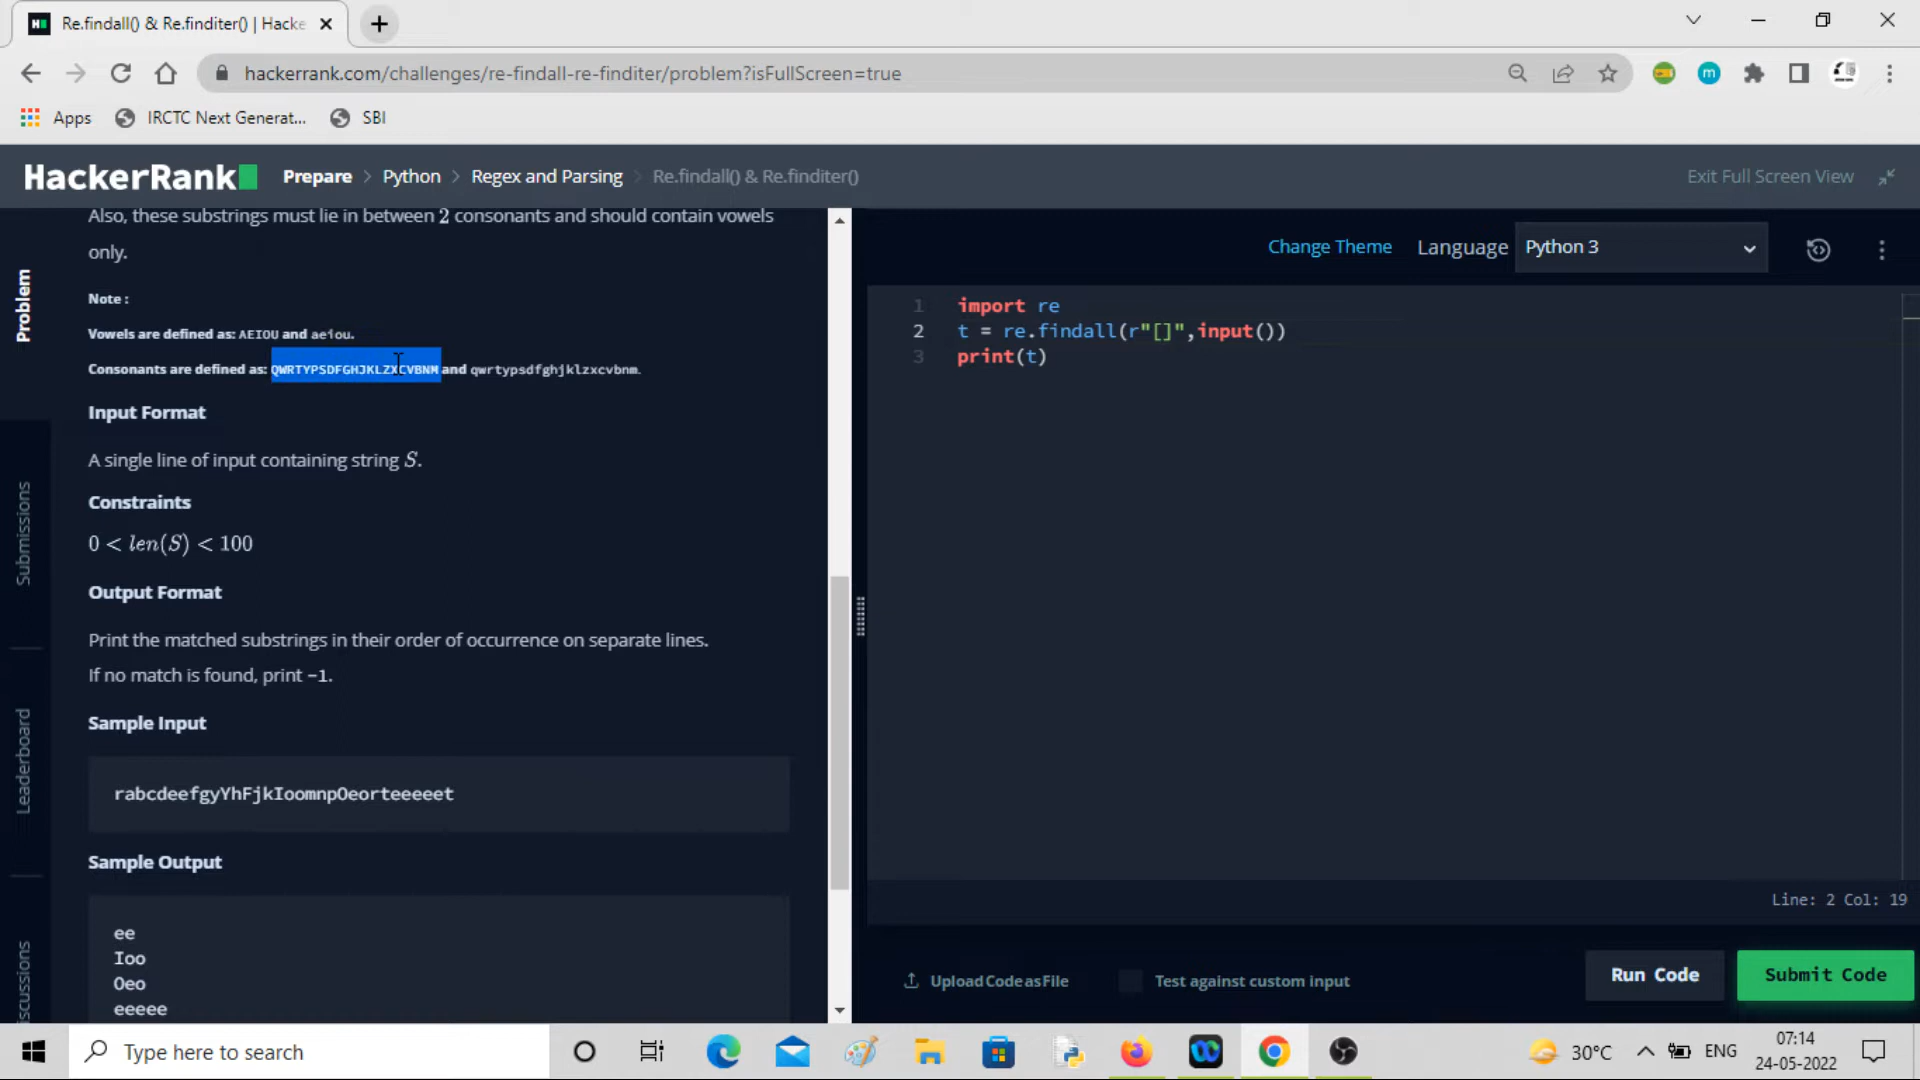 Re.findall() & Re.finditer() | Hacke
hackerrank.com/challenges/re-findall-re-finditer/problem?isFullScreen=true
Apps IRCTC Next Generat... SBI
HackerRank Prepare > Python > Regex and Parsing > Re.findall() & Re.finditer() Exit Full Screen View
Problem
Submissions
Leaderboard
iscussions
Also, these substrings must lie in between 2 consonants and should contain vowels
only.
Note :
Vowels are defined as: AEIOU and aeiou.
Consonants are defined as: QWRTYPSDFGHJKLZXCVBNM and qwrtypsdfghjklzxcvbnm.
Input Format
A single line of input containing string S.
Constraints
0 < len(S) < 100
Output Format
Print the matched substrings in their order of occurrence on separate lines.
If no match is found, print −1.
Sample Input
rabcdeefgyYhFjkIoomnpOeorteeeeet
Sample Output
ee
Ioo
Oeo
eeeee
Change Theme Language Python 3
1 import re
2 t = re.findall(r"[]",input())
3 print(t)
Line: 2 Col: 19
Upload Code as File Test against custom input Run Code Submit Code
Type here to search
30°C ENG 07:14
24-05-2022